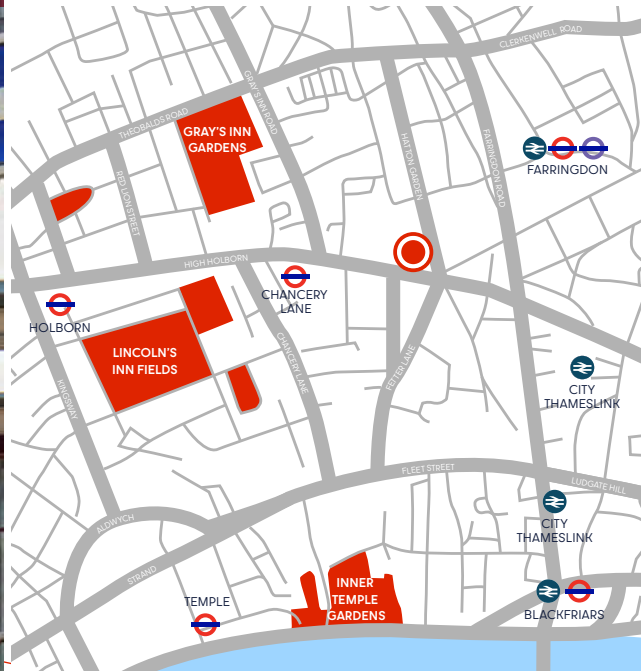 CLERKENWELL ROAD
GRAY'S INN ROAD
THEOBALDS ROAD
GRAY'S INN
GARDENS
HATTON GARDEN
FARRINGDON ROAD
FARRINGDON
RED LION STREET
HIGH HOLBORN
CHANCERY
LANE
HOLBORN
LINCOLN'S
INN FIELDS
CHANCERY LANE
FETTER LANE
KINGSWAY
CITY
THAMESLINK
FLEET STREET
LUDGATE HILL
ALDWYCH
CITY
THAMESLINK
STRAND
TEMPLE
INNER
TEMPLE
GARDENS
BLACKFRIARS